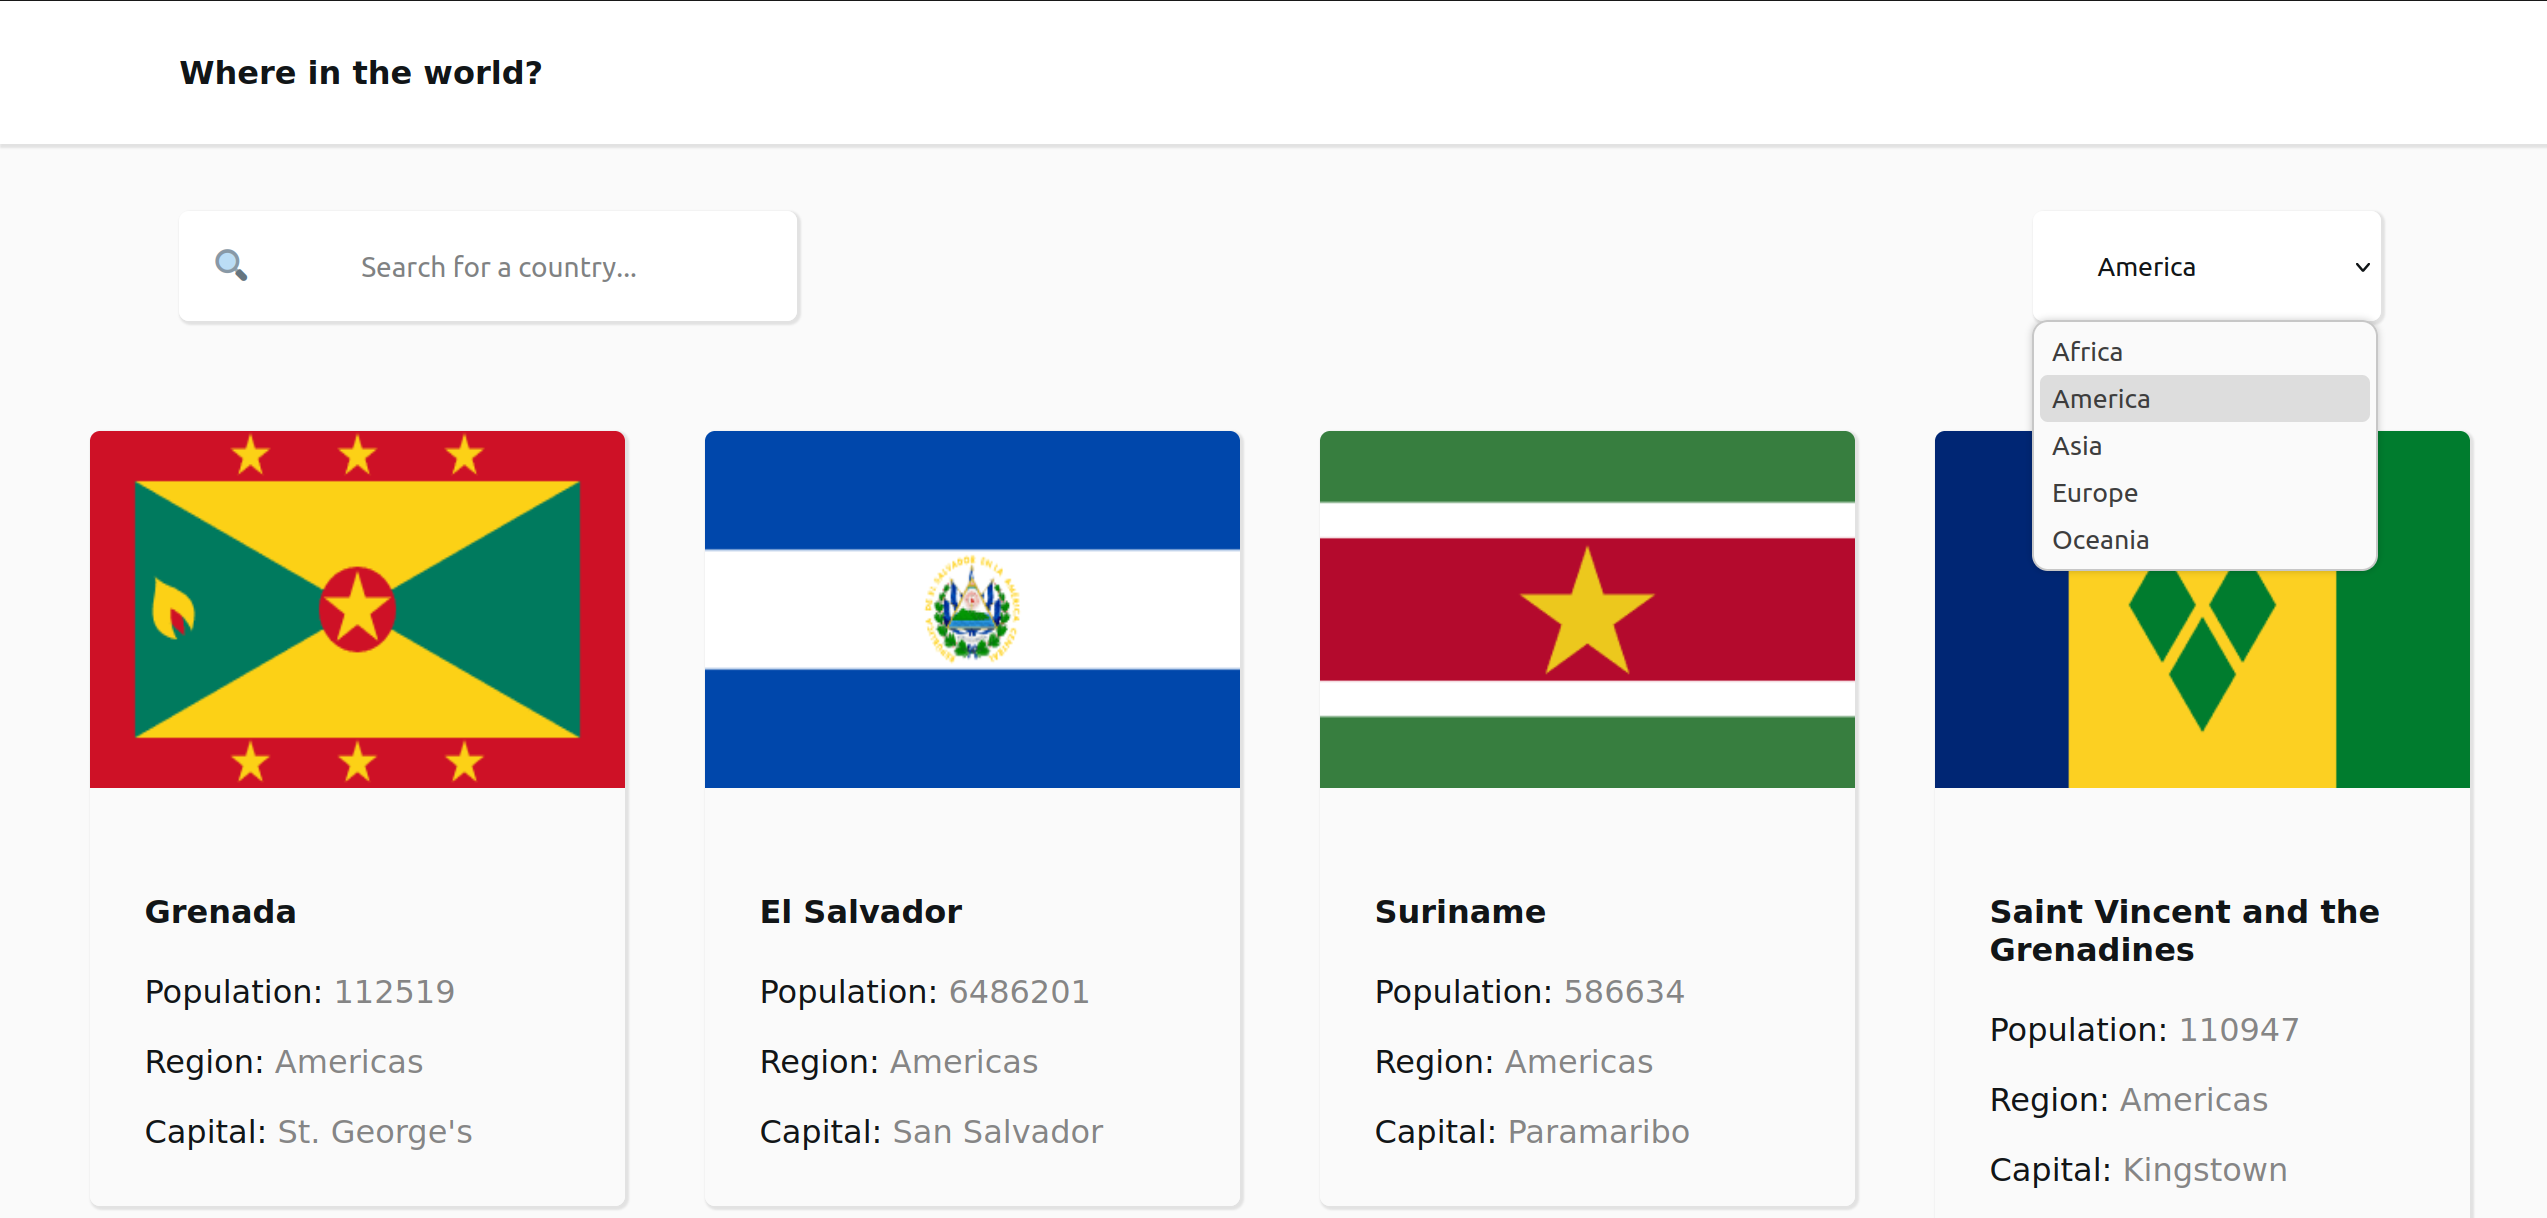 Where in the world?
Search for a country...
America
Africa
America
Asia
Europe
Oceania
Grenada
Population: 112519
Region: Americas
Capital: St. George's
El Salvador
Population: 6486201
Region: Americas
Capital: San Salvador
Suriname
Population: 586634
Region: Americas
Capital: Paramaribo
Saint Vincent and the
Grenadines
Population: 110947
Region: Americas
Capital: Kingstown